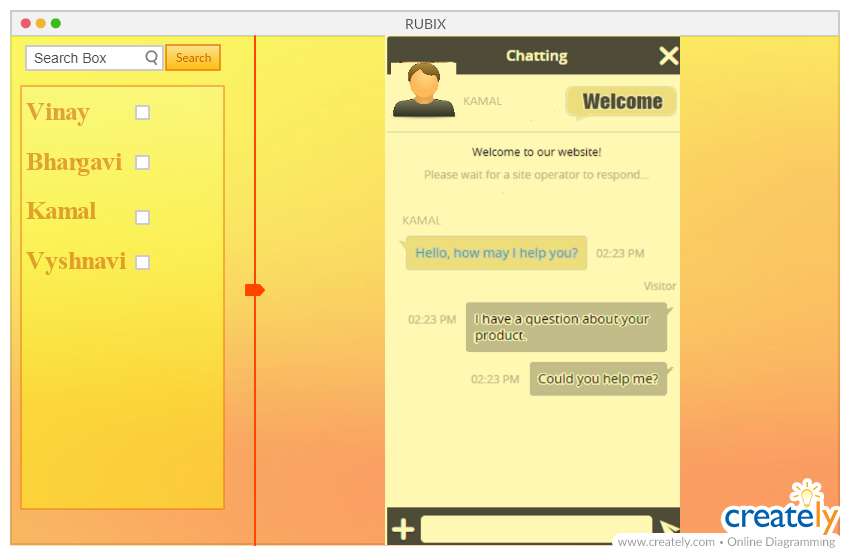 RUBIX
Search Box
Search
Vinay
Bhargavi
Kamal
Vyshnavi
Chatting
KAMAL
Welcome
Welcome to our website!
Please wait for a site operator to respond...
KAMAL
Hello, how may I help you?
02:23 PM
Visitor
02:23 PM
I have a question about your
product.
02:23 PM
Could you help me?
creately
www.creately.com • Online Diagramming